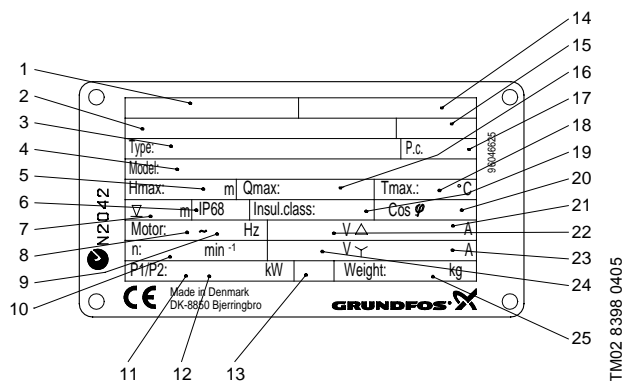 14
15
1
16
2
17
3
18
4
19
5
20
6
21
7
22
8
23
9
24
10
25
11 12 13
Type: P.c.
Model:
Hmax: m Qmax: Tmax.: °C
m IP68 Insul.class: Cos φ
Motor: ~ Hz V △ A
n: min -1 V Y A
P1/P2: kW Weight: kg
CE Made in Denmark
DK-8850 Bjerringbro
GRUNDFOS
N2042
96046625
TM02 8398 0405